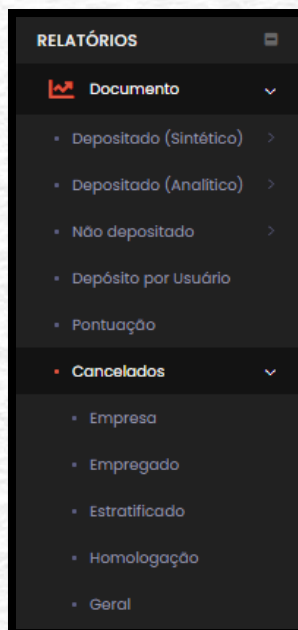 RELATÓRIOS
Documento
Depositado (Sintético)
Depositado (Analítico)
Não depositado
Depósito por Usuário
Pontuação
Cancelados
Empresa
Empregado
Estratificado
Homologação
Geral